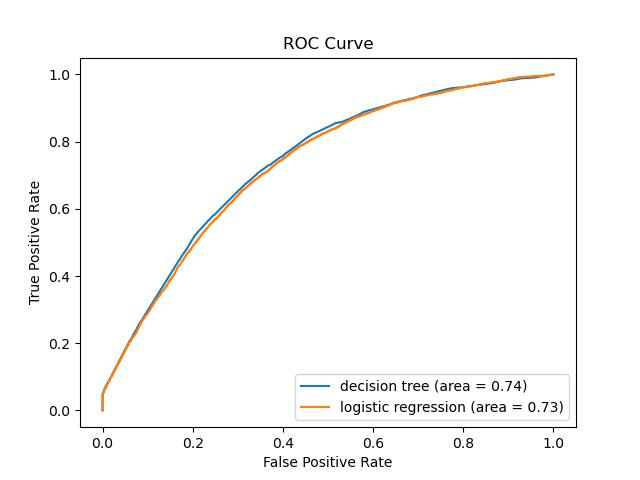 ROC Curve
1.0
0.8
0.6
0.4
0.2
0.0
True Positive Rate
decision tree (area = 0.74)
logistic regression (area = 0.73)
0.0 0.2 0.4 0.6 0.8 1.0
False Positive Rate